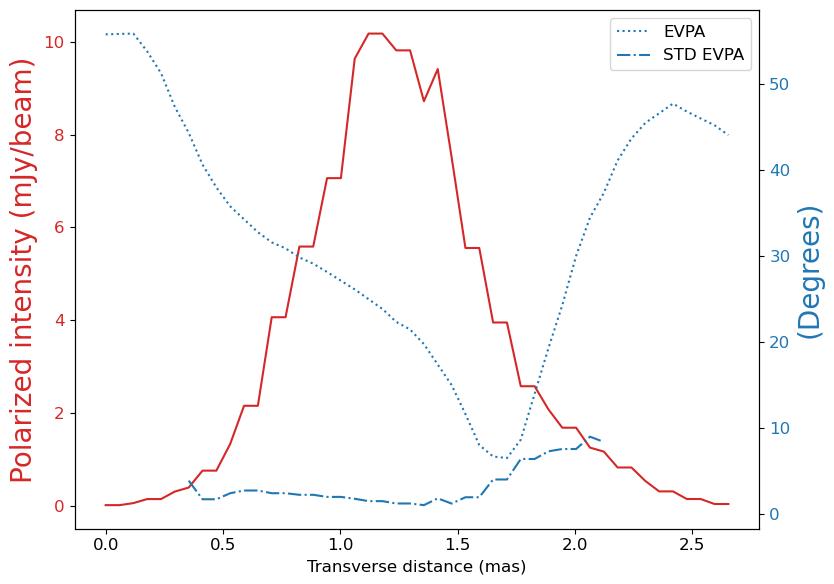 EVPA
STD EVPA
Polarized intensity (mJy/beam)
10
8
6
4
2
0
50
40
30
20
10
0
(Degrees)
0.0 0.5 1.0 1.5 2.0 2.5
Transverse distance (mas)